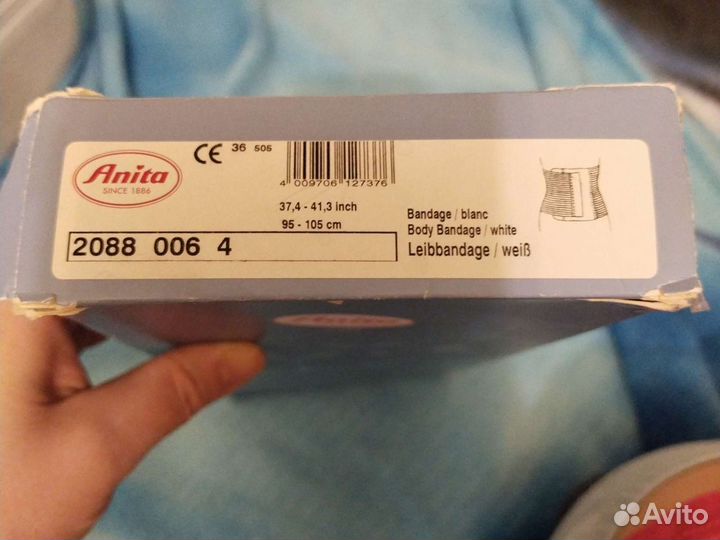 Anita
SINCE 1886
CE 36 505
4 009706 127376
37,4 - 41,3 inch
95 - 105 cm
2088 006 4
Bandage / blanc
Body Bandage / white
Leibbandage / weiß
Anita
Avito